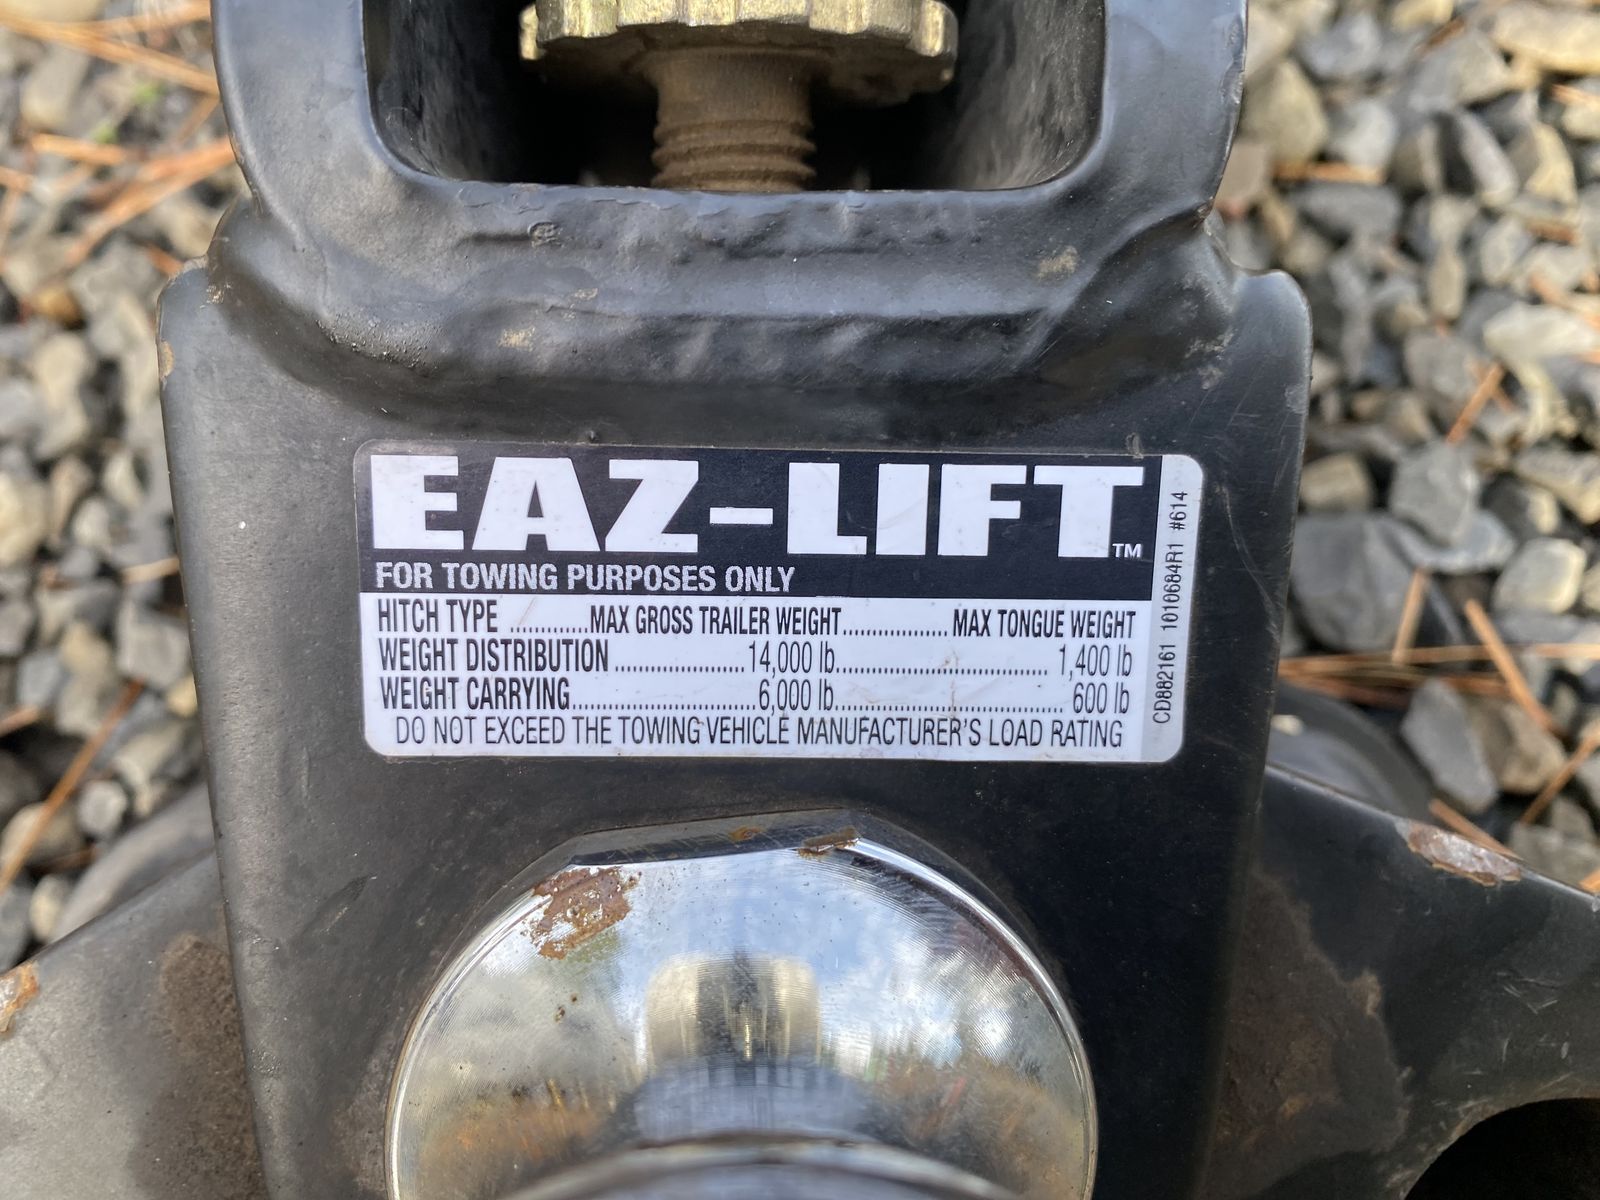 EAZ-LIFT™
FOR TOWING PURPOSES ONLY
HITCH TYPE ............MAX GROSS TRAILER WEIGHT.................. MAX TONGUE WEIGHT
WEIGHT DISTRIBUTION.....................14,000 lb................................... 1,400 lb
WEIGHT CARRYING..............................6,000 lb...................................... 600 lb
DO NOT EXCEED THE TOWING VEHICLE MANUFACTURER'S LOAD RATING
CD882161 1010684R1 #614